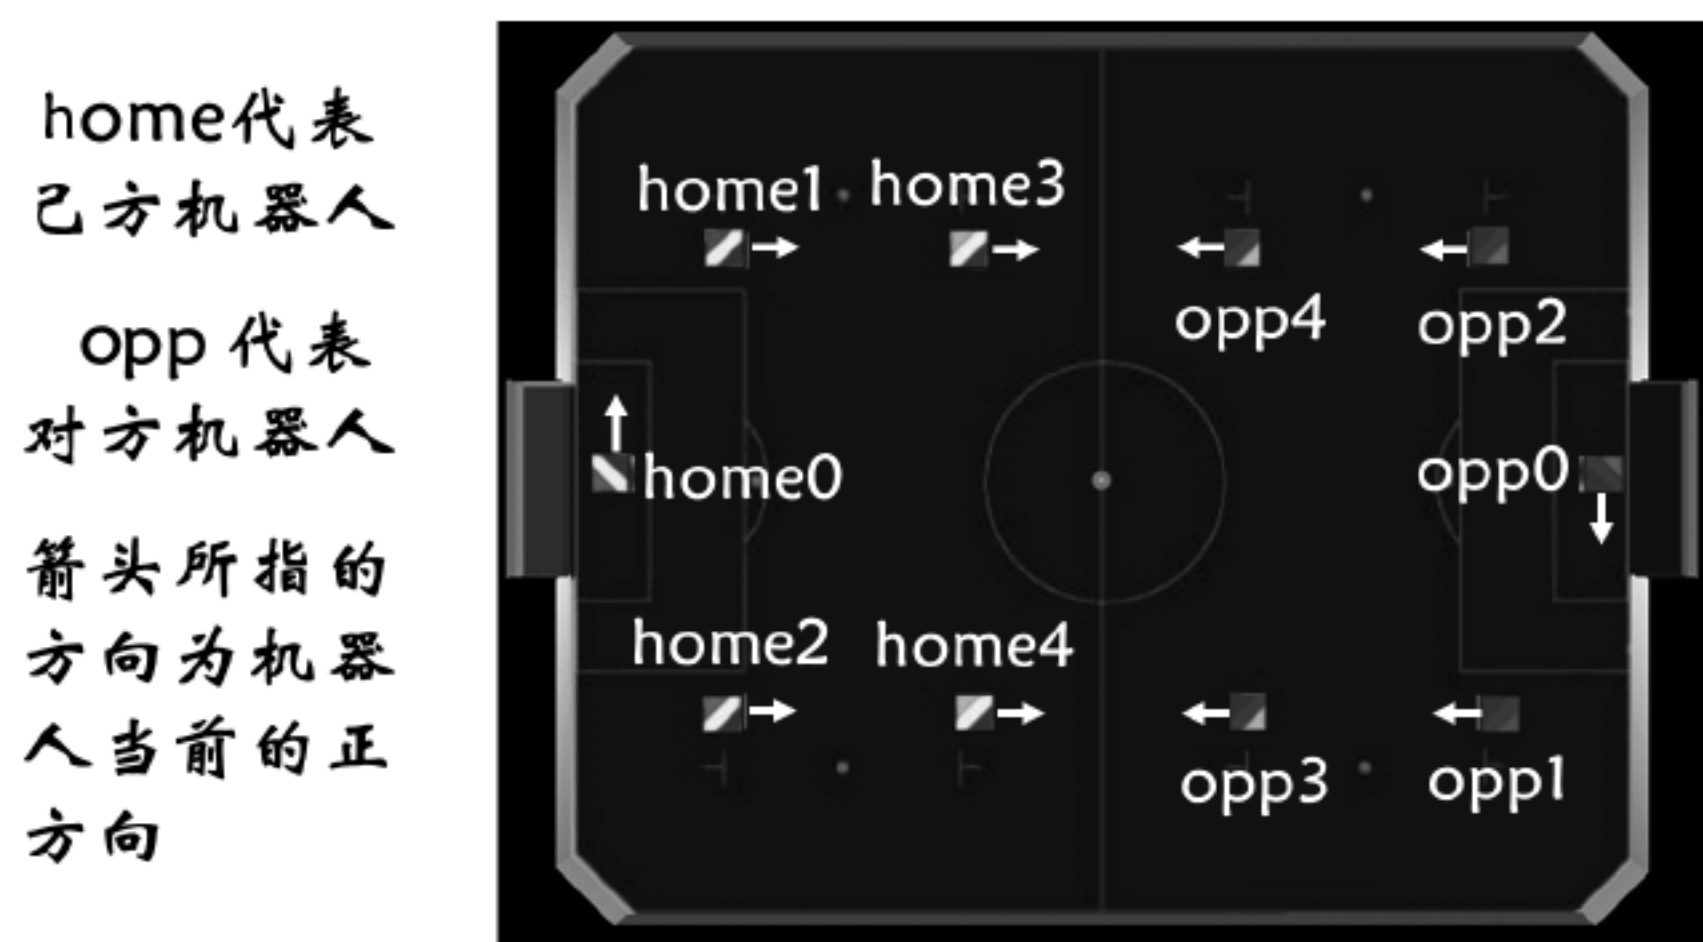 home代表
己方机器人
opp 代表
对方机器人
箭头所指的
方向为机器
人当前的正
方向
home1
home3
opp4
opp2
home0
opp0
home2
home4
opp3
opp1